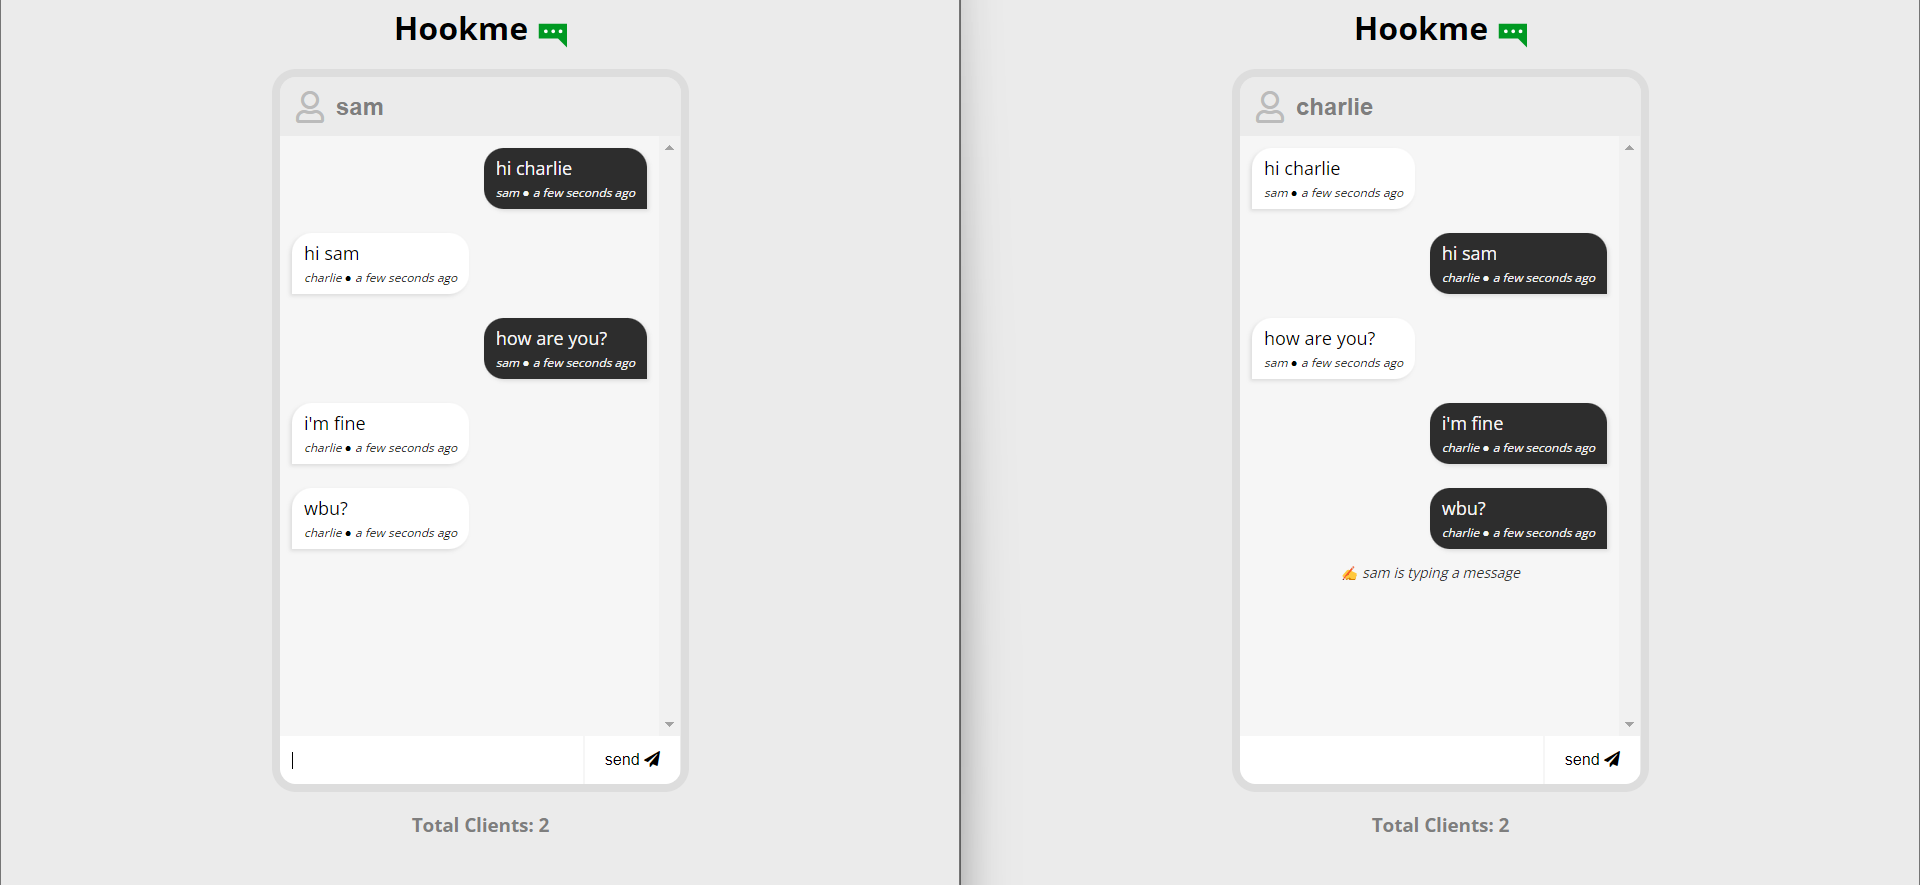 Hookme
sam
hi charlie
sam ● a few seconds ago
hi sam
charlie ● a few seconds ago
how are you?
sam ● a few seconds ago
i'm fine
charlie ● a few seconds ago
wbu?
charlie ● a few seconds ago
send
Total Clients: 2
Hookme
charlie
hi charlie
sam ● a few seconds ago
hi sam
charlie ● a few seconds ago
how are you?
sam ● a few seconds ago
i'm fine
charlie ● a few seconds ago
wbu?
charlie ● a few seconds ago
✍ sam is typing a message
send
Total Clients: 2